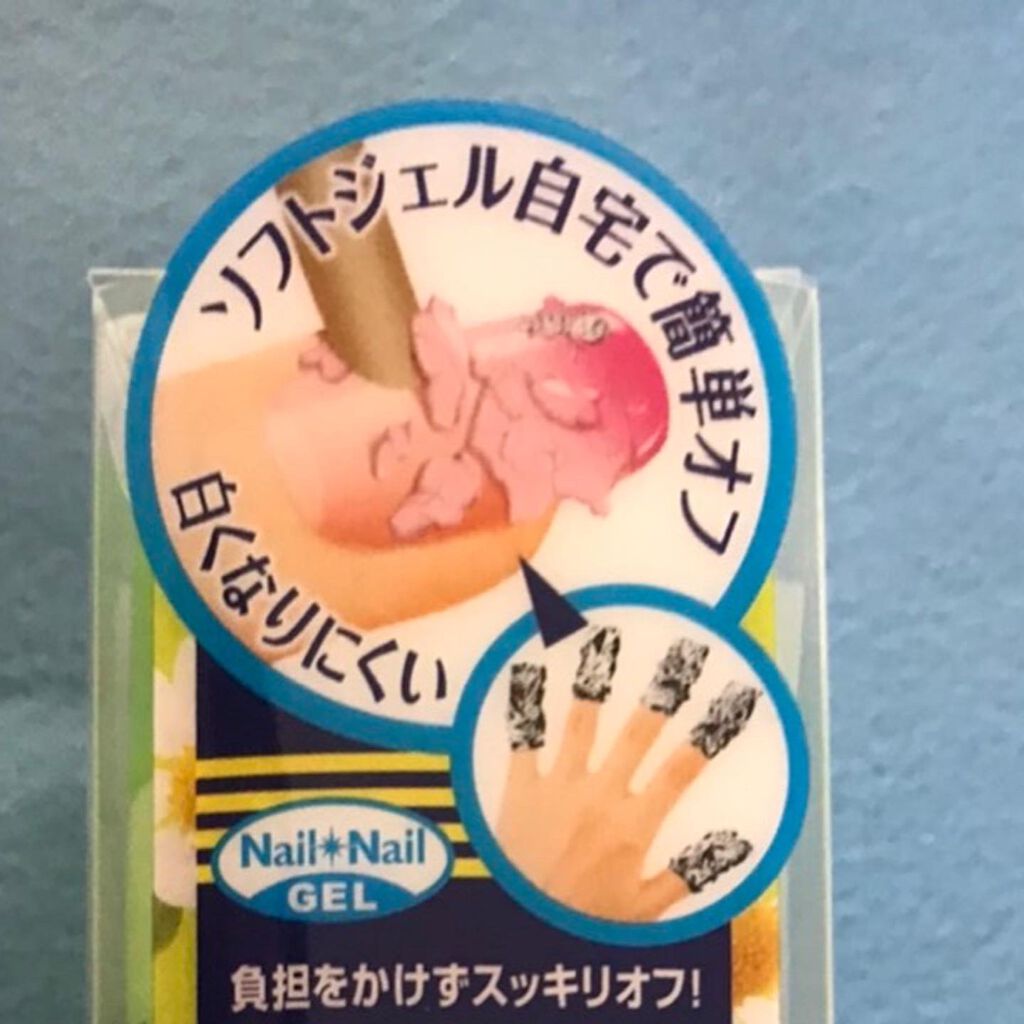 ソフトジェル自宅で簡単オフ
白くなりにくい
Nail*Nail
GEL
負担をかけずスッキリオフ!